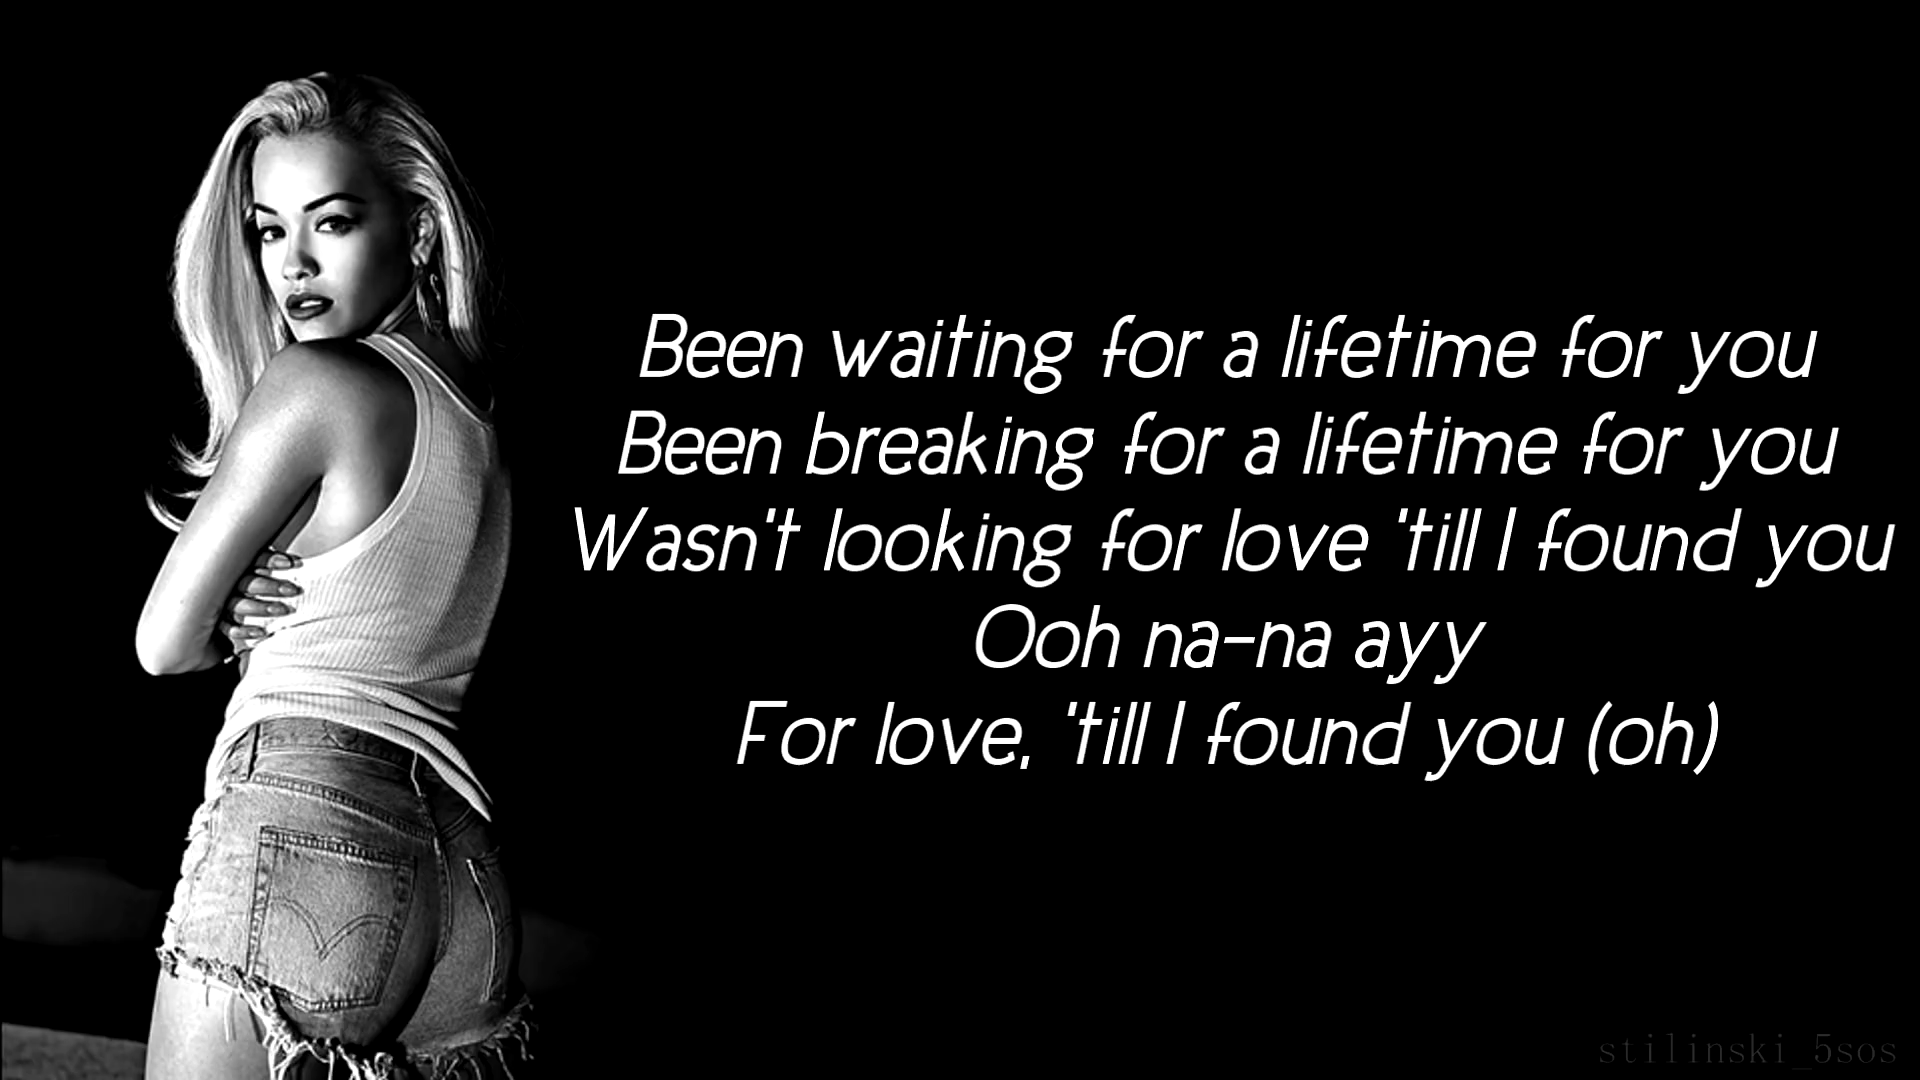 Been waiting for a lifetime for you
Been breaking for a lifetime for you
Wasn't looking for love 'till I found you
Ooh na-na ayy
For love, 'till I found you (oh)
stilinski_5sos